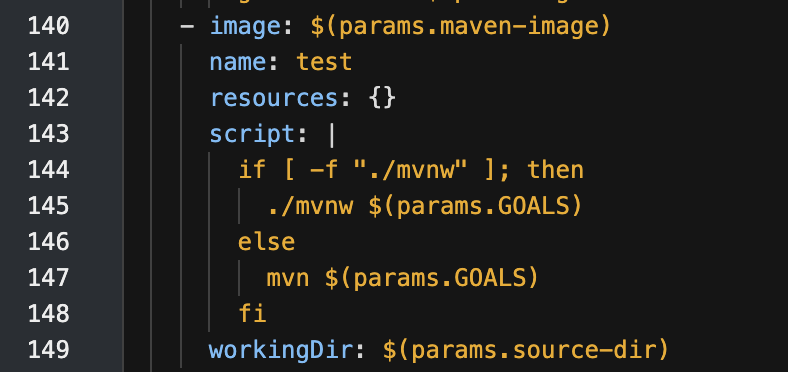 140 - image: $(params.maven-image)
141 name: test
142 resources: {}
143 script: |
144 if [ -f "./mvnw" ]; then
145 ./mvnw $(params.GOALS)
146 else
147 mvn $(params.GOALS)
148 fi
149 workingDir: $(params.source-dir)